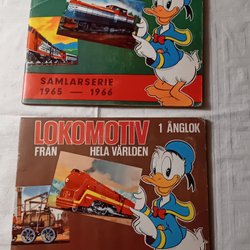 SAMLARSERIE
1965 — 1966
LOKOMOTIV 1 ÅNGLOK
FRÅN HELA VÄRLDEN